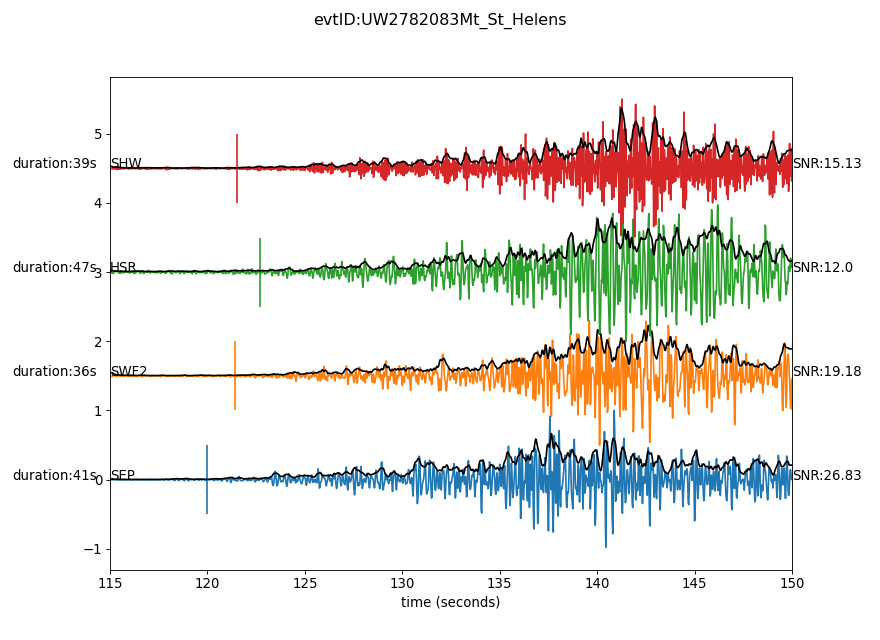 evtID:UW2782083Mt_St_Helens
5
duration:39s SHW SNR:15.13
4
duration:47s HSR SNR:12.0
3
2
duration:36s SWF2 SNR:19.18
1
duration:41s SEP SNR:26.83
0
−1
115 120 125 130 135 140 145 150
time (seconds)